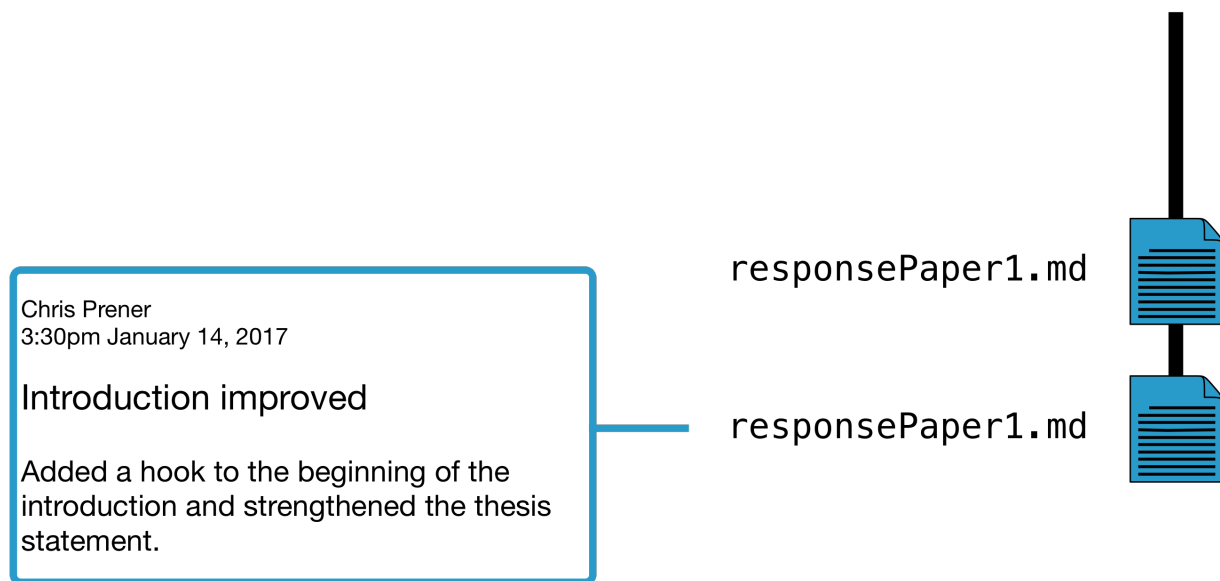 responsePaper1.md
Chris Prener
3:30pm January 14, 2017
Introduction improved
responsePaper1.md
Added a hook to the beginning of the
introduction and strengthened the thesis
statement.